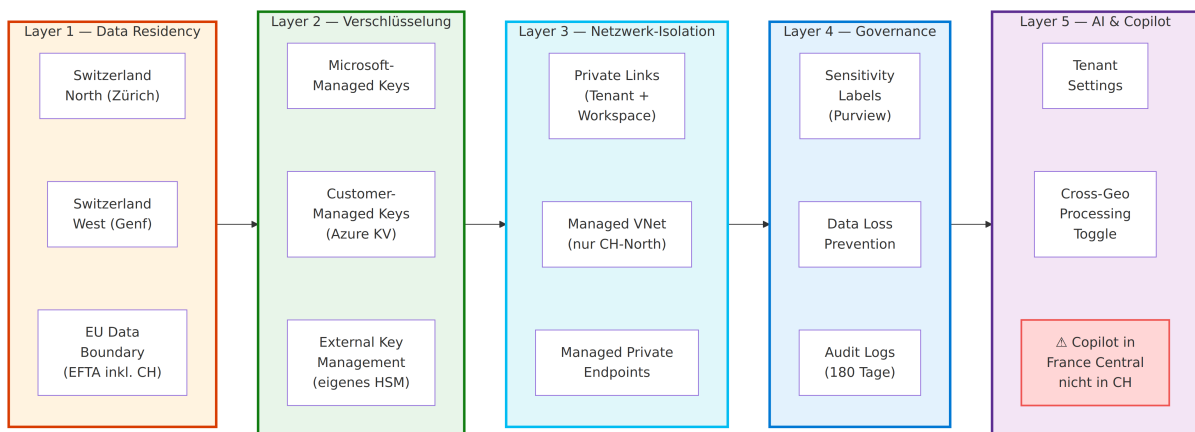 Layer 1 — Data Residency
Switzerland
North (Zürich)
Switzerland
West (Genf)
EU Data
Boundary
(EFTA inkl. CH)
Layer 2 — Verschlüsselung
Microsoft-
Managed Keys
Customer-
Managed Keys
(Azure KV)
External Key
Management
(eigenes HSM)
Layer 3 — Netzwerk-Isolation
Private Links
(Tenant +
Workspace)
Managed VNet
(nur CH-North)
Managed Private
Endpoints
Layer 4 — Governance
Sensitivity
Labels
(Purview)
Data Loss
Prevention
Audit Logs
(180 Tage)
Layer 5 — AI & Copilot
Tenant
Settings
Cross-Geo
Processing
Toggle
⚠ Copilot in
France Central
nicht in CH